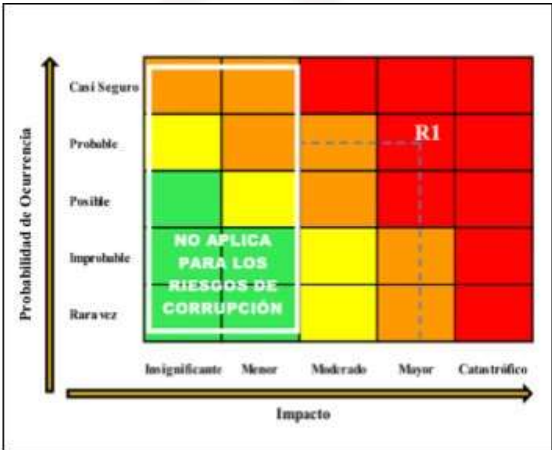 Probabilidad de Ocurrencia
Casi Seguro
Probable
R1
Posible
Improbable
Rara vez
NO APLICA
PARA LOS
RIESGOS DE
CORRUPCIÓN
Insignificante Menor Moderado Mayor Catastrófico
Impacto